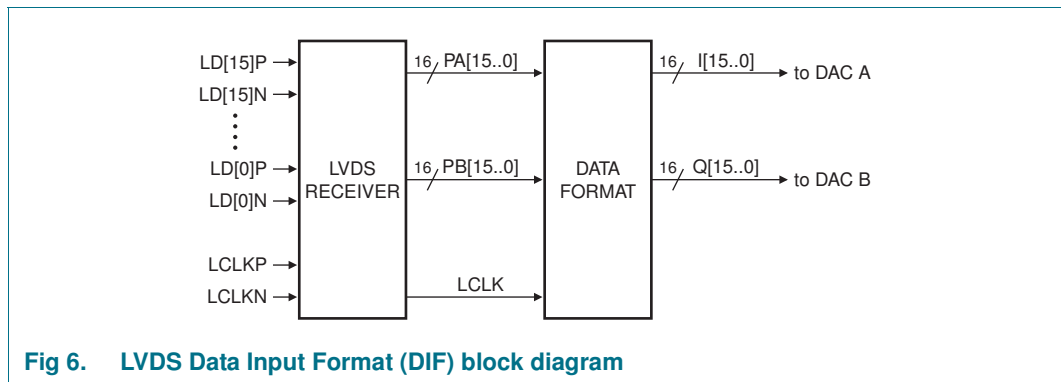 LD[15]P
LD[15]N
LD[0]P
LD[0]N
LCLKP
LCLKN
LVDS
RECEIVER
16 PA[15..0]
16 PB[15..0]
LCLK
DATA
FORMAT
16 I[15..0]
to DAC A
16 Q[15..0]
to DAC B
Fig 6. LVDS Data Input Format (DIF) block diagram